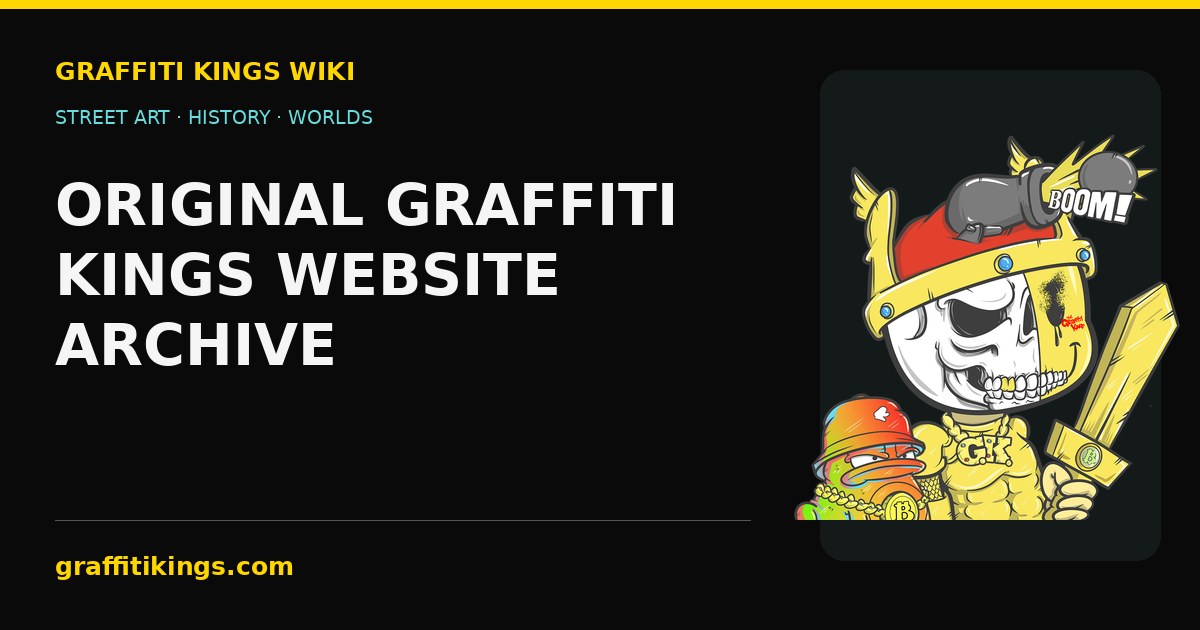 GRAFFITI KINGS WIKI
STREET ART · HISTORY · WORLDS
ORIGINAL GRAFFITI
KINGS WEBSITE
ARCHIVE
graffitikings.com
BOOM!
GK